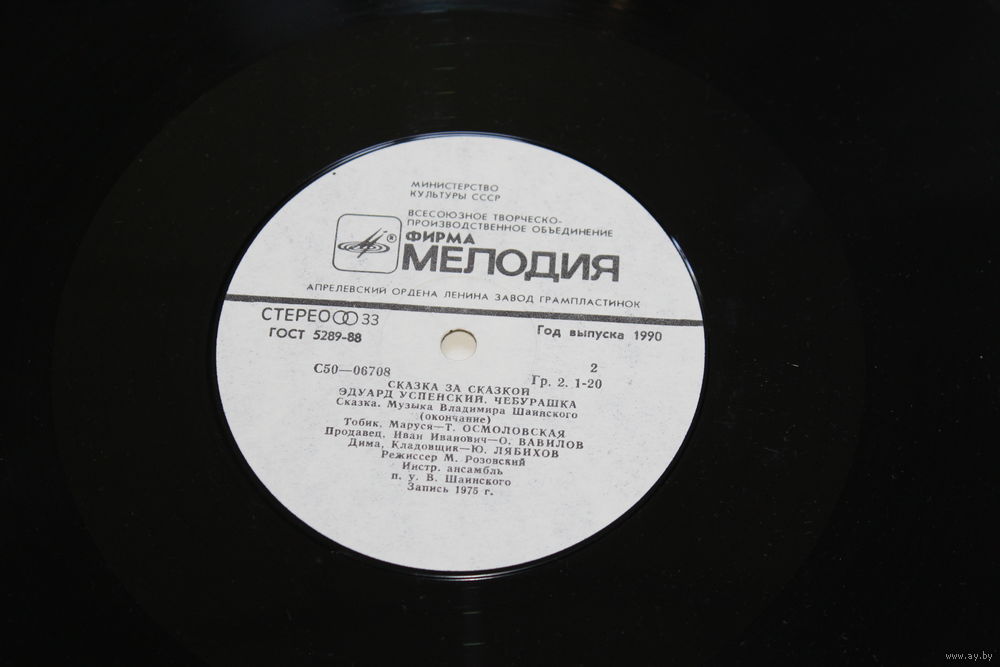 МИНИСТЕРСТВО
КУЛЬТУРЫ СССР
ВСЕСОЮЗНОЕ ТВОРЧЕСКО-
ПРОИЗВОДСТВЕННОЕ ОБЪЕДИНЕНИЕ
® ФИРМА
МЕЛОДИЯ
АПРЕЛЕВСКИЙ ОРДЕНА ЛЕНИНА ЗАВОД ГРАМПЛАСТИНОК
СТЕРЕО 33
ГОСТ 5289-88
Год выпуска 1990
С50—06708
2
Гр. 2. 1-20
СКАЗКА ЗА СКАЗКОЙ
ЭДУАРД УСПЕНСКИЙ. ЧЕБУРАШКА
Сказка. Музыка Владимира Шаинского
(окончание)
Тобик, Маруся—Т. ОСМОЛОВСКАЯ
Продавец, Иван Иванович—О. ВАВИЛОВ
Дима, Кладовщик—Ю. ЛЯБИХОВ
Режиссер М. Розовский
Инстр. ансамбль
п. у. В. Шаинского
Запись 1975 г.
www.ay.by